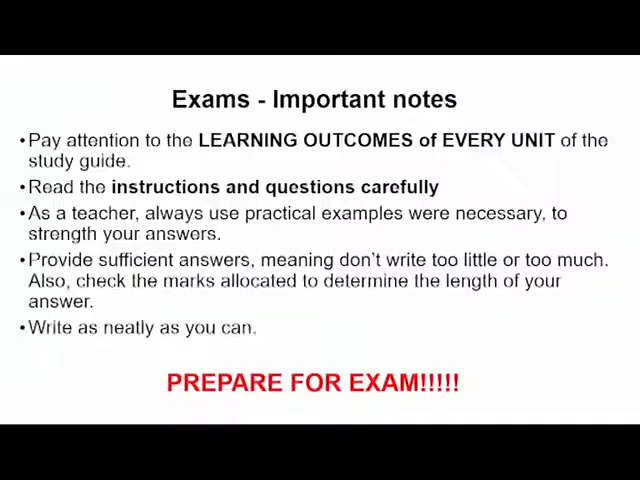 Exams - Important notes
•Pay attention to the LEARNING OUTCOMES of EVERY UNIT of the
study guide.
•Read the instructions and questions carefully
•As a teacher, always use practical examples were necessary, to
strength your answers.
•Provide sufficient answers, meaning don't write too little or too much.
Also, check the marks allocated to determine the length of your
answer.
•Write as neatly as you can.
PREPARE FOR EXAM!!!!!